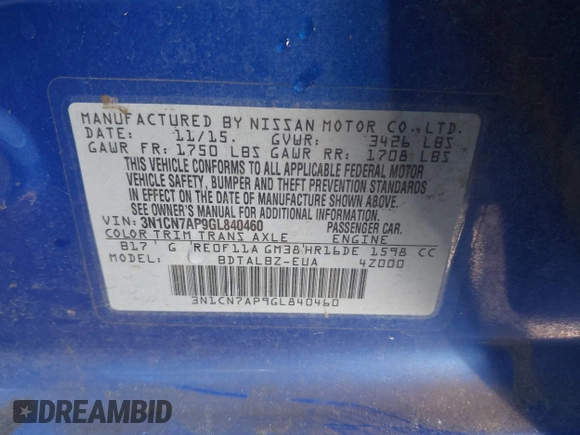 MANUFACTURED BY NISSAN MOTOR CO., LTD.
DATE: 11/15. GVWR: 3426 LBS
GAWR FR: 1750 LBS GAWR RR: 1708 LBS
THIS VEHICLE CONFORMS TO ALL APPLICABLE FEDERAL MOTOR
VEHICLE SAFETY, BUMPER AND THEFT PREVENTION STANDARDS
IN EFFECT ON THE DATE OF MANUFACTURE SHOWN ABOVE.
SEE OWNER'S MANUAL FOR ADDITIONAL INFORMATION.
VIN: 3N1CN7AP9GL840460 PASSENGER CAR.
COLOR TRIM TRANS AXLE ENGINE
B17 G RE0F11A GM38 HR16DE 1598 CC
MODEL: BDTALBZ-EUA 4Z000
3N1CN7AP9GL840460
DREAMBID